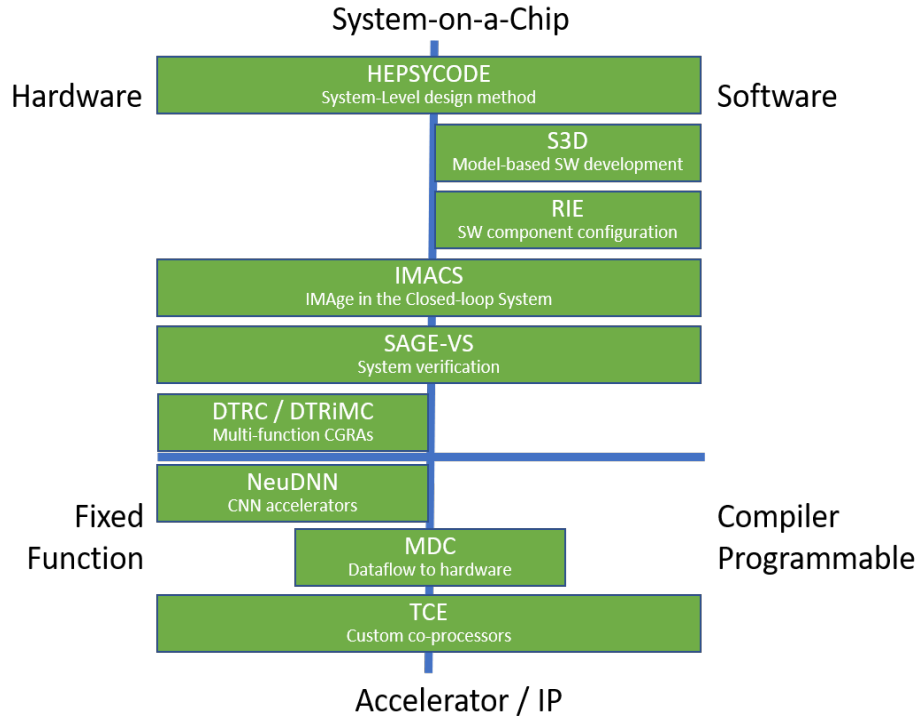 System-on-a-Chip
Hardware
Software
HEPSYCODE
System-Level design method
S3D
Model-based SW development
RIE
SW component configuration
IMACS
IMAge in the Closed-loop System
SAGE-VS
System verification
DTRC / DTRiMC
Multi-function CGRAs
NeuDNN
CNN accelerators
Fixed
Function
Compiler
Programmable
MDC
Dataflow to hardware
TCE
Custom co-processors
Accelerator / IP